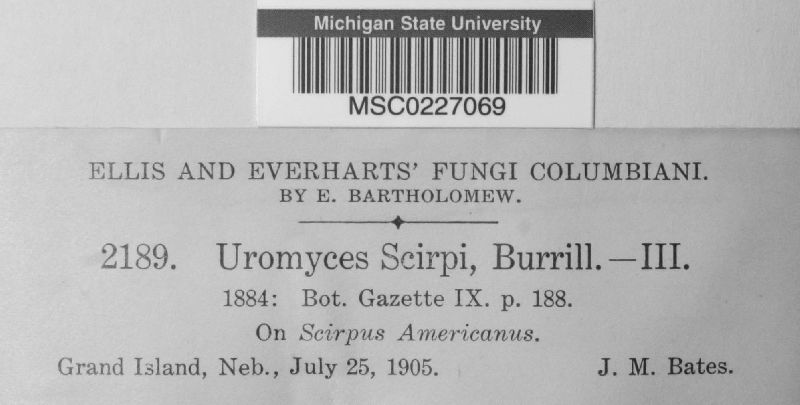 Michigan State University
MSC0227069
ELLIS AND EVERHARTS' FUNGI COLUMBIANI.
BY E. BARTHOLOMEW.
2189. Uromyces Scirpi, Burrill.—III.
1884: Bot. Gazette IX. p. 188.
On Scirpus Americanus.
Grand Island, Neb., July 25, 1905. J. M. Bates.